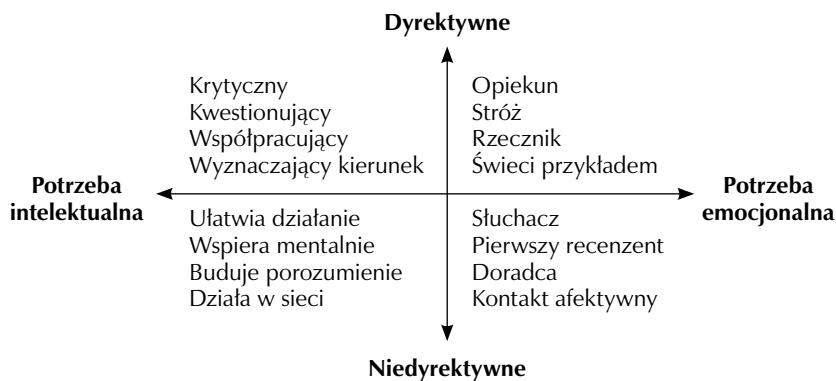 Dyrektywne
Krytyczny
Kwestionujący
Współpracujący
Wyznaczający kierunek
Opiekun
Stróż
Rzecznik
Świeci przykładem
Potrzeba
intelektualna
Potrzeba
emocjonalna
Ułatwia działanie
Wspiera mentalnie
Buduje porozumienie
Działa w sieci
Słuchacz
Pierwszy recenzent
Doradca
Kontakt afektywny
Niedyrektywne